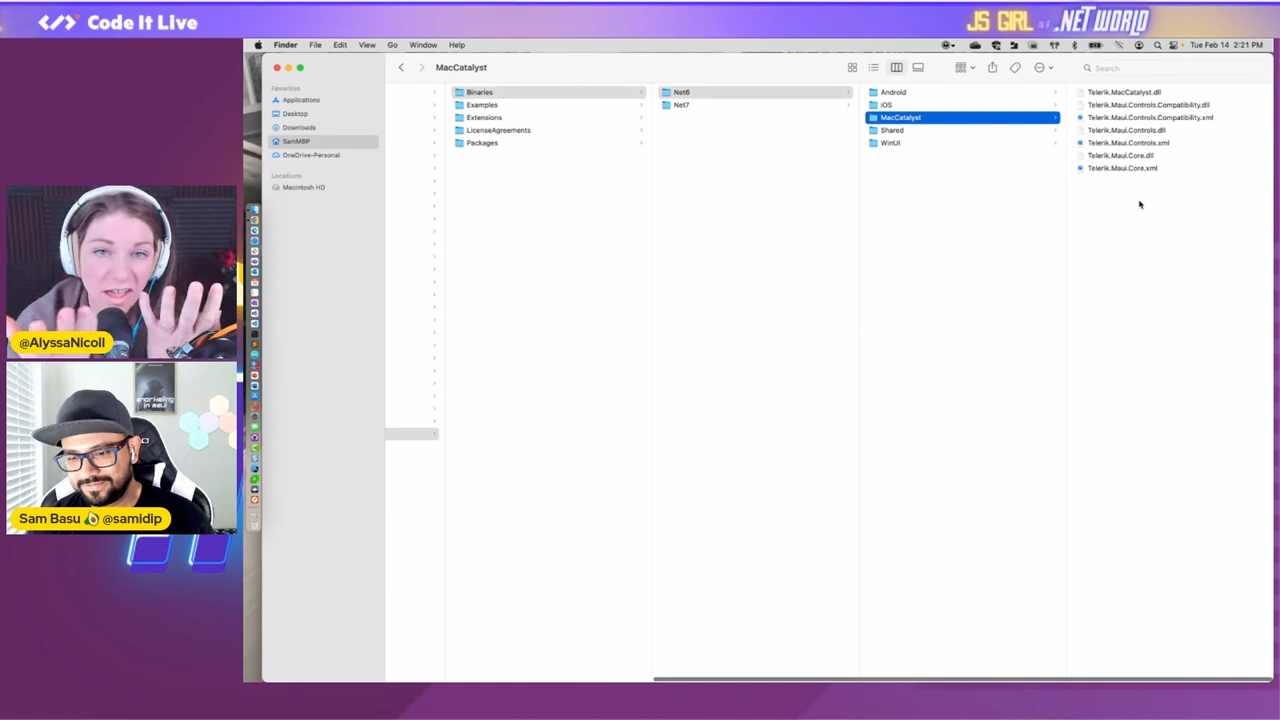 </> Code It Live
JS GIRL IN A .NET WORLD
Finder File Edit View Go Window Help
Tue Feb 14 2:21 PM
MacCatalyst
Search
Favorites
Applications
Desktop
Downloads
SamMBP
OneDrive-Personal
Locations
Macintosh HD
Binaries
Examples
Extensions
LicenseAgreements
Packages
Net6
Net7
Android
iOS
MacCatalyst
Shared
WinUI
Telerik.MacCatalyst.dll
Telerik.Maui.Controls.Compatibility.dll
Telerik.Maui.Controls.Compatibility.xml
Telerik.Maui.Controls.dll
Telerik.Maui.Controls.xml
Telerik.Maui.Core.dll
Telerik.Maui.Core.xml
@AlyssaNicoll
snorkeling
in maui
Sam Basu 🥑 @samidip